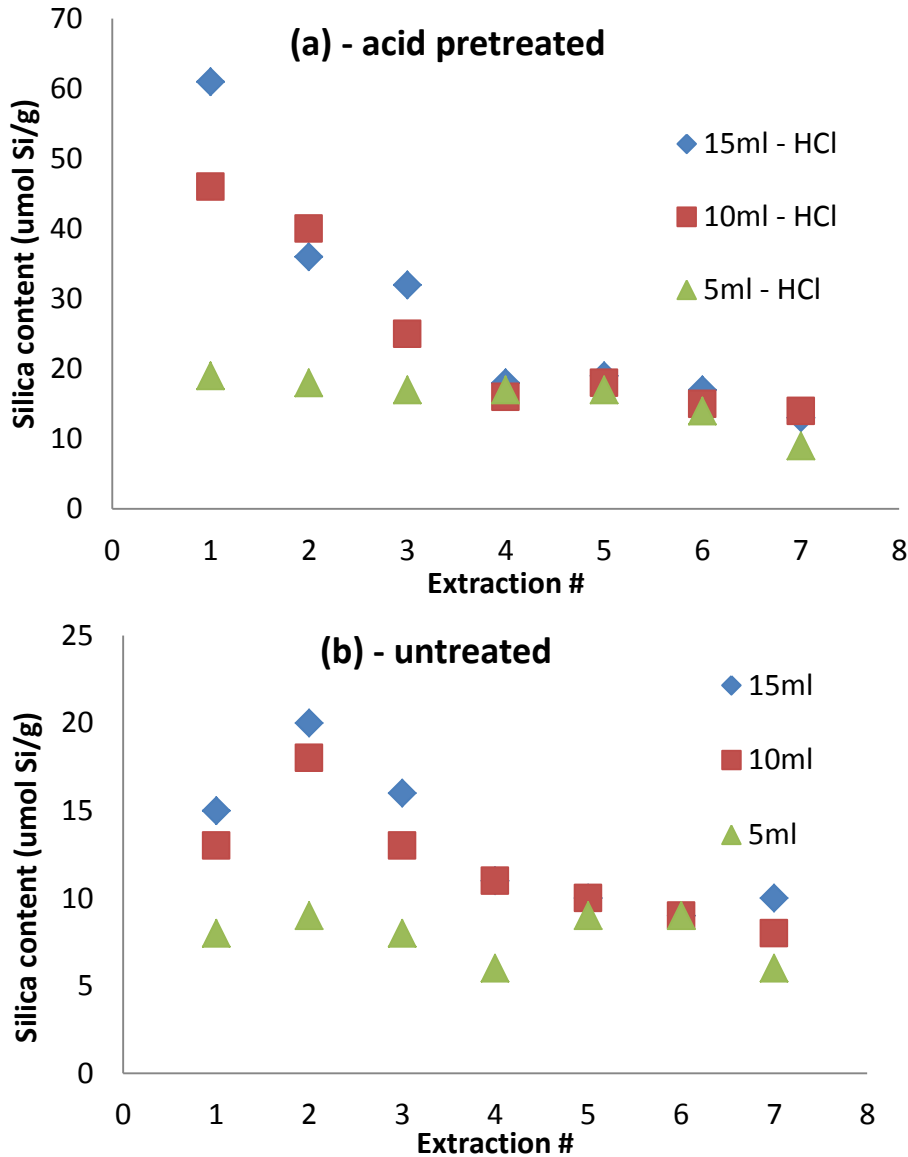 (a) - acid pretreated
Silica content (umol Si/g)
70
60
50
40
30
20
10
0
15ml - HCl
10ml - HCl
5ml - HCl
0 1 2 3 4 5 6 7 8
Extraction #
(b) - untreated
Silica content (umol Si/g)
25
20
15
10
5
0
15ml
10ml
5ml
0 1 2 3 4 5 6 7 8
Extraction #